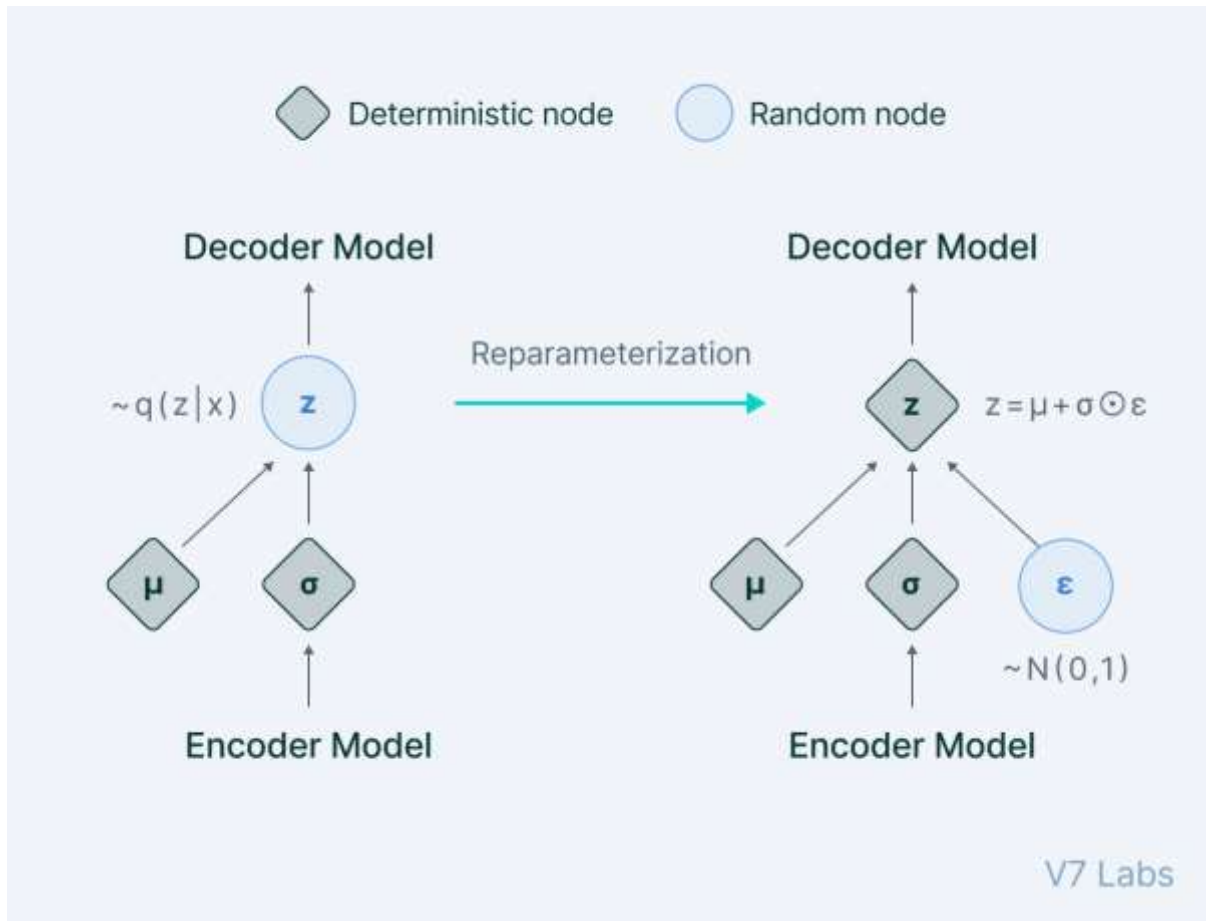 Deterministic node
Random node
Decoder Model
Decoder Model
Reparameterization
~q(z|x)
z
z
z=μ+σ⊙ε
μ
σ
μ
σ
ε
~N(0,1)
Encoder Model
Encoder Model
V7 Labs